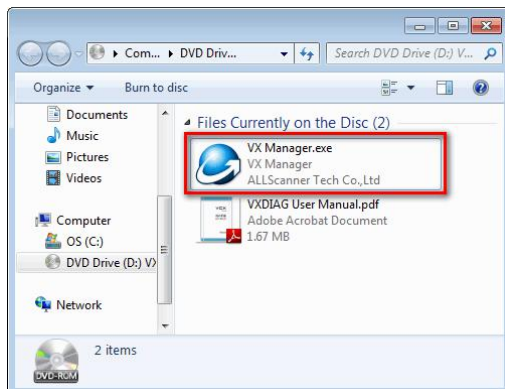 Com... DVD Driv... Search DVD Drive (D:) V...
Organize Burn to disc
Documents
Music
Pictures
Videos
Computer
OS (C:)
DVD Drive (D:) V
Network
Files Currently on the Disc (2)
VX Manager.exe
VX Manager
ALLScanner Tech Co.,Ltd
VXDIAG User Manual.pdf
Adobe Acrobat Document
1.67 MB
2 items
DVD-ROM